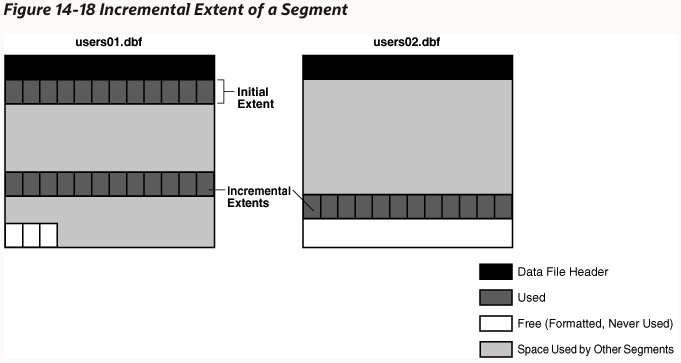 Figure 14-18 Incremental Extent of a Segment
users01.dbf
users02.dbf
Initial
Extent
Incremental
Extents
Data File Header
Used
Free (Formatted, Never Used)
Space Used by Other Segments